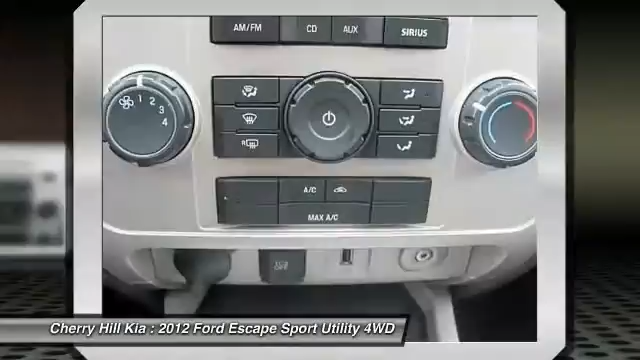 AM/FM CD AUX SIRIUS
1 2 3 4
R
A/C
MAX A/C
Cherry Hill Kia : 2012 Ford Escape Sport Utility 4WD